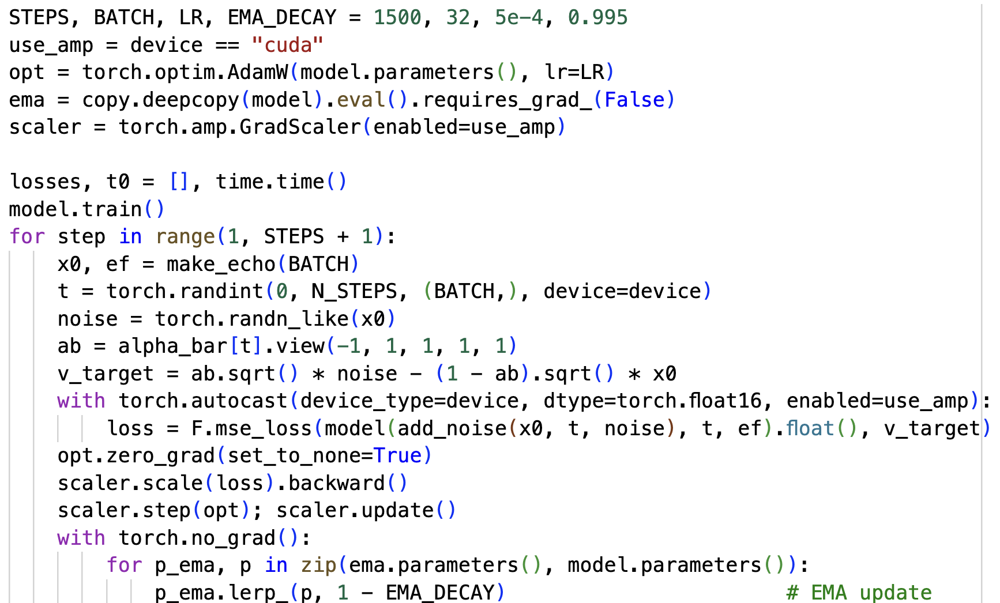 STEPS, BATCH, LR, EMA_DECAY = 1500, 32, 5e-4, 0.995
use_amp = device == "cuda"
opt = torch.optim.AdamW(model.parameters(), lr=LR)
ema = copy.deepcopy(model).eval().requires_grad_(False)
scaler = torch.amp.GradScaler(enabled=use_amp)

losses, t0 = [], time.time()
model.train()
for step in range(1, STEPS + 1):
    x0, ef = make_echo(BATCH)
    t = torch.randint(0, N_STEPS, (BATCH,), device=device)
    noise = torch.randn_like(x0)
    ab = alpha_bar[t].view(-1, 1, 1, 1, 1)
    v_target = ab.sqrt() * noise - (1 - ab).sqrt() * x0
    with torch.autocast(device_type=device, dtype=torch.float16, enabled=use_amp):
        loss = F.mse_loss(model(add_noise(x0, t, noise), t, ef).float(), v_target)
    opt.zero_grad(set_to_none=True)
    scaler.scale(loss).backward()
    scaler.step(opt); scaler.update()
    with torch.no_grad():
        for p_ema, p in zip(ema.parameters(), model.parameters()):
            p_ema.lerp_(p, 1 - EMA_DECAY)                       # EMA update